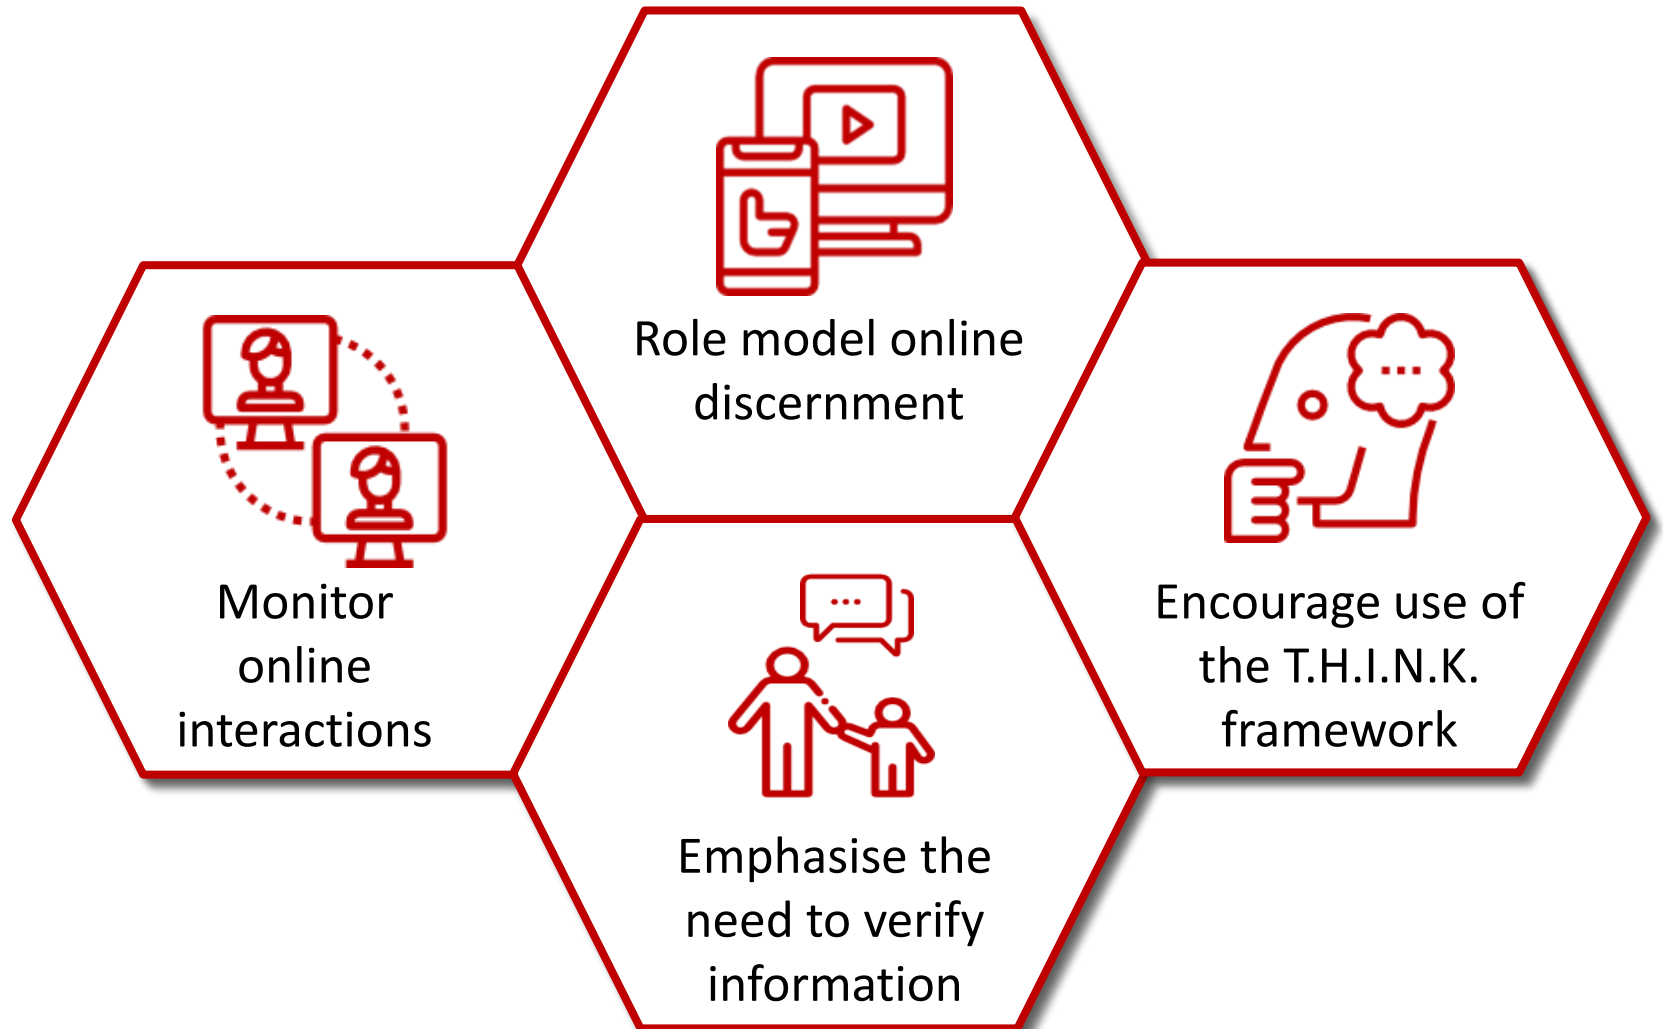 Role model online
discernment
Monitor
online
interactions
Encourage use of
the T.H.I.N.K.
framework
Emphasise the
need to verify
information